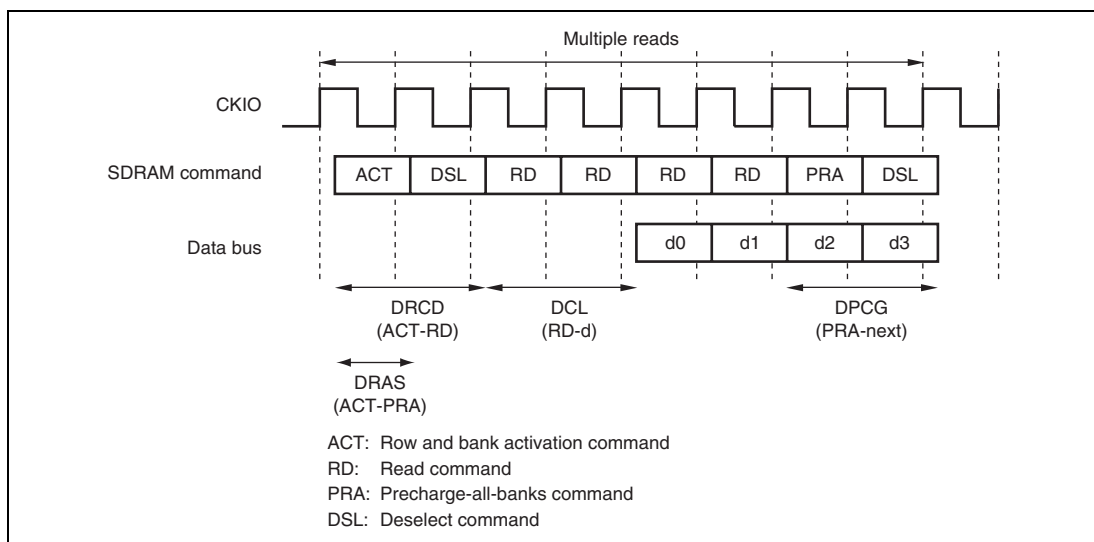 Multiple reads
CKIO
SDRAM command
ACT DSL RD RD RD RD PRA DSL
Data bus
d0 d1 d2 d3
DRCD DCL DPCG
(ACT-RD) (RD-d) (PRA-next)
DRAS
(ACT-PRA)
ACT: Row and bank activation command
RD: Read command
PRA: Precharge-all-banks command
DSL: Deselect command